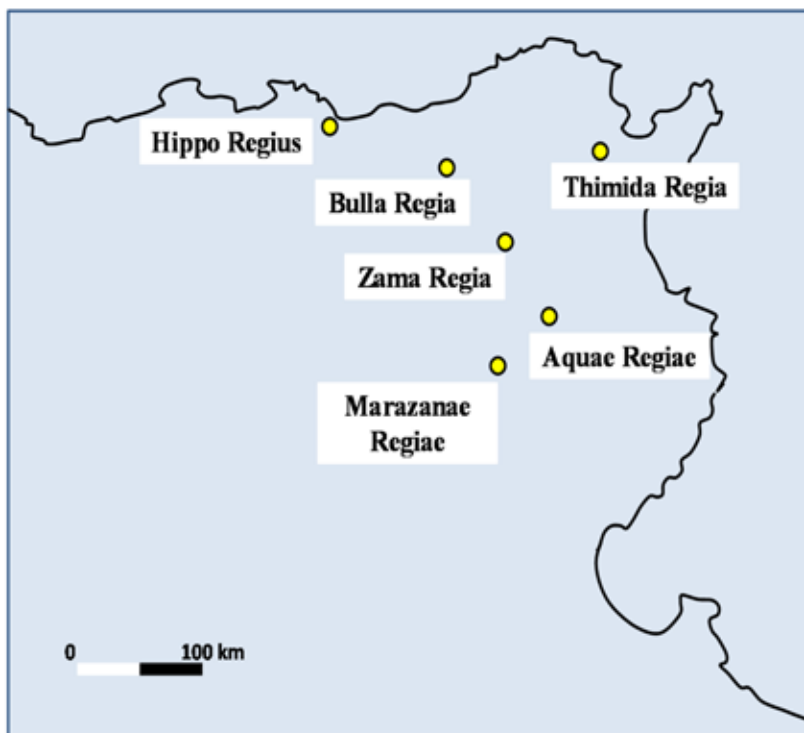 Hippo Regius
Thimida Regia
Bulla Regia
Zama Regia
Aquae Regiae
Marazanae
Regiae
0 100 km